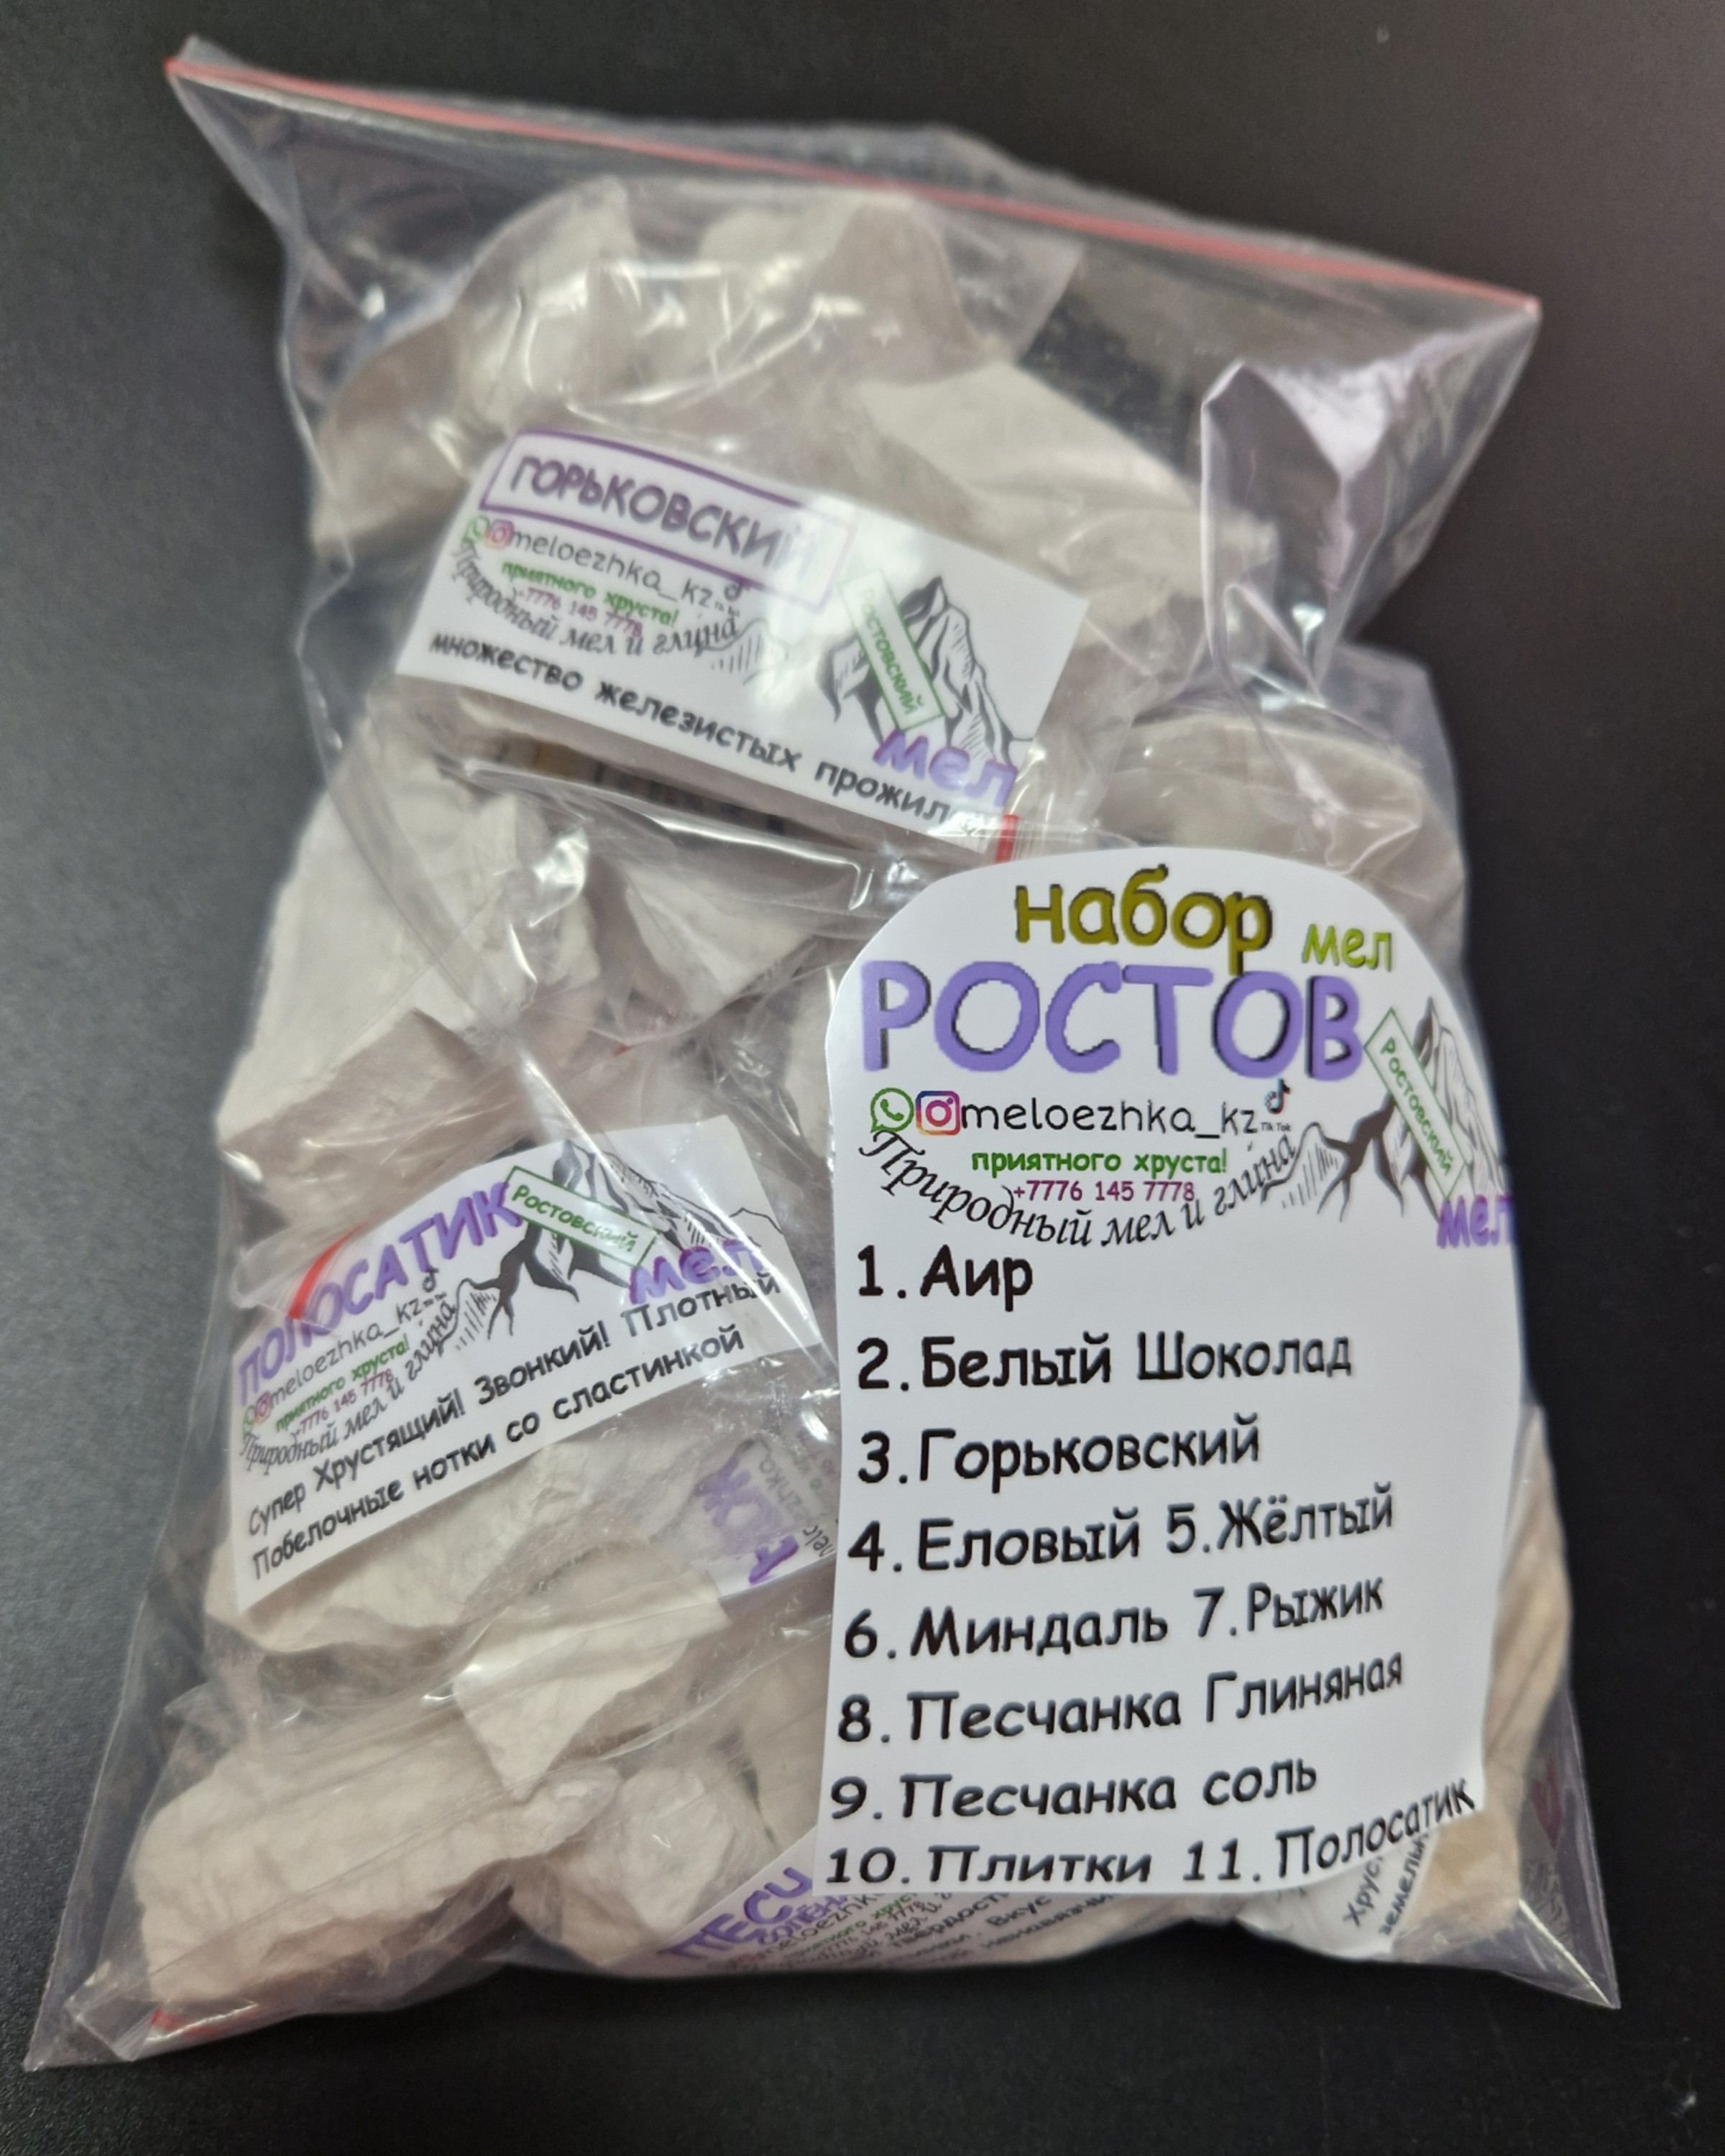 ГОРЬКОВСКИЙ
meloezhka_kz
приятного хруста!
+7776 145 7778
Природный мел и глина
РОСТОВСКИЙ
мел
множество железистых
набор мел
РОСТОВ
meloezhka_kz
Tik Tok
приятного хруста!
+7776 145 7778
Природный мел и глина
РОСТОВСКИЙ
мел
1. Аир
2. Белый Шоколад
3. Горьковский
4. Еловый 5. Жёлтый
6. Миндаль 7. Рыжик
8. Песчанка Глиняная
9. Песчанка соль
10. Плитки 11. Полосатик
ПОЛОСАТИК
РОСТОВСКИЙ
мел
meloezhka_kz
приятного хруста!
+7776 145 7778
Природный мел и глина
Супер Хрустящий! Звонкий! Плотный
Побелочные нотки со сластинкой